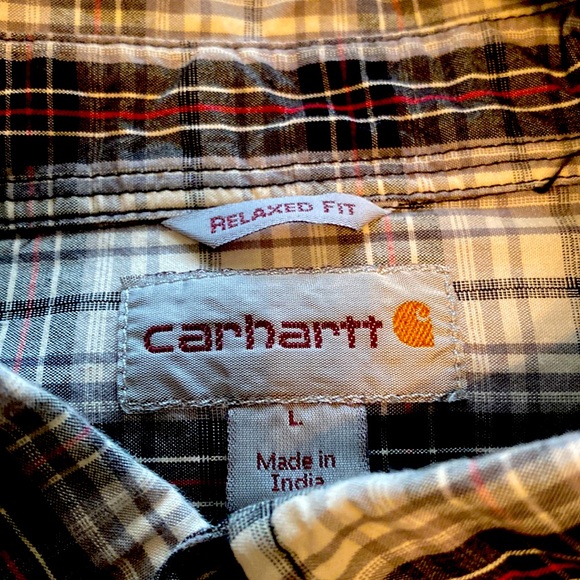 RELAXED FIT
carhartt
L
Made in
India